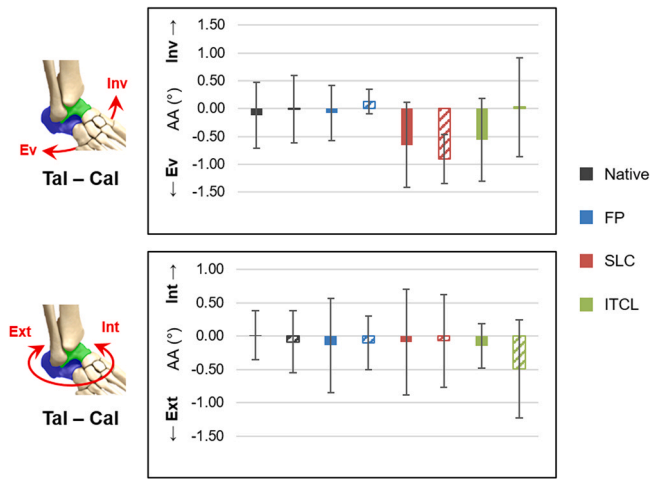 Inv
Ev
Tal – Cal
← Ev AA (°) Inv →
1.50
1.00
0.50
0.00
-0.50
-1.00
-1.50
Ext
Int
Tal – Cal
← Ext AA (°) Int →
1.00
0.50
0.00
-0.50
-1.00
-1.50
Native
FP
SLC
ITCL